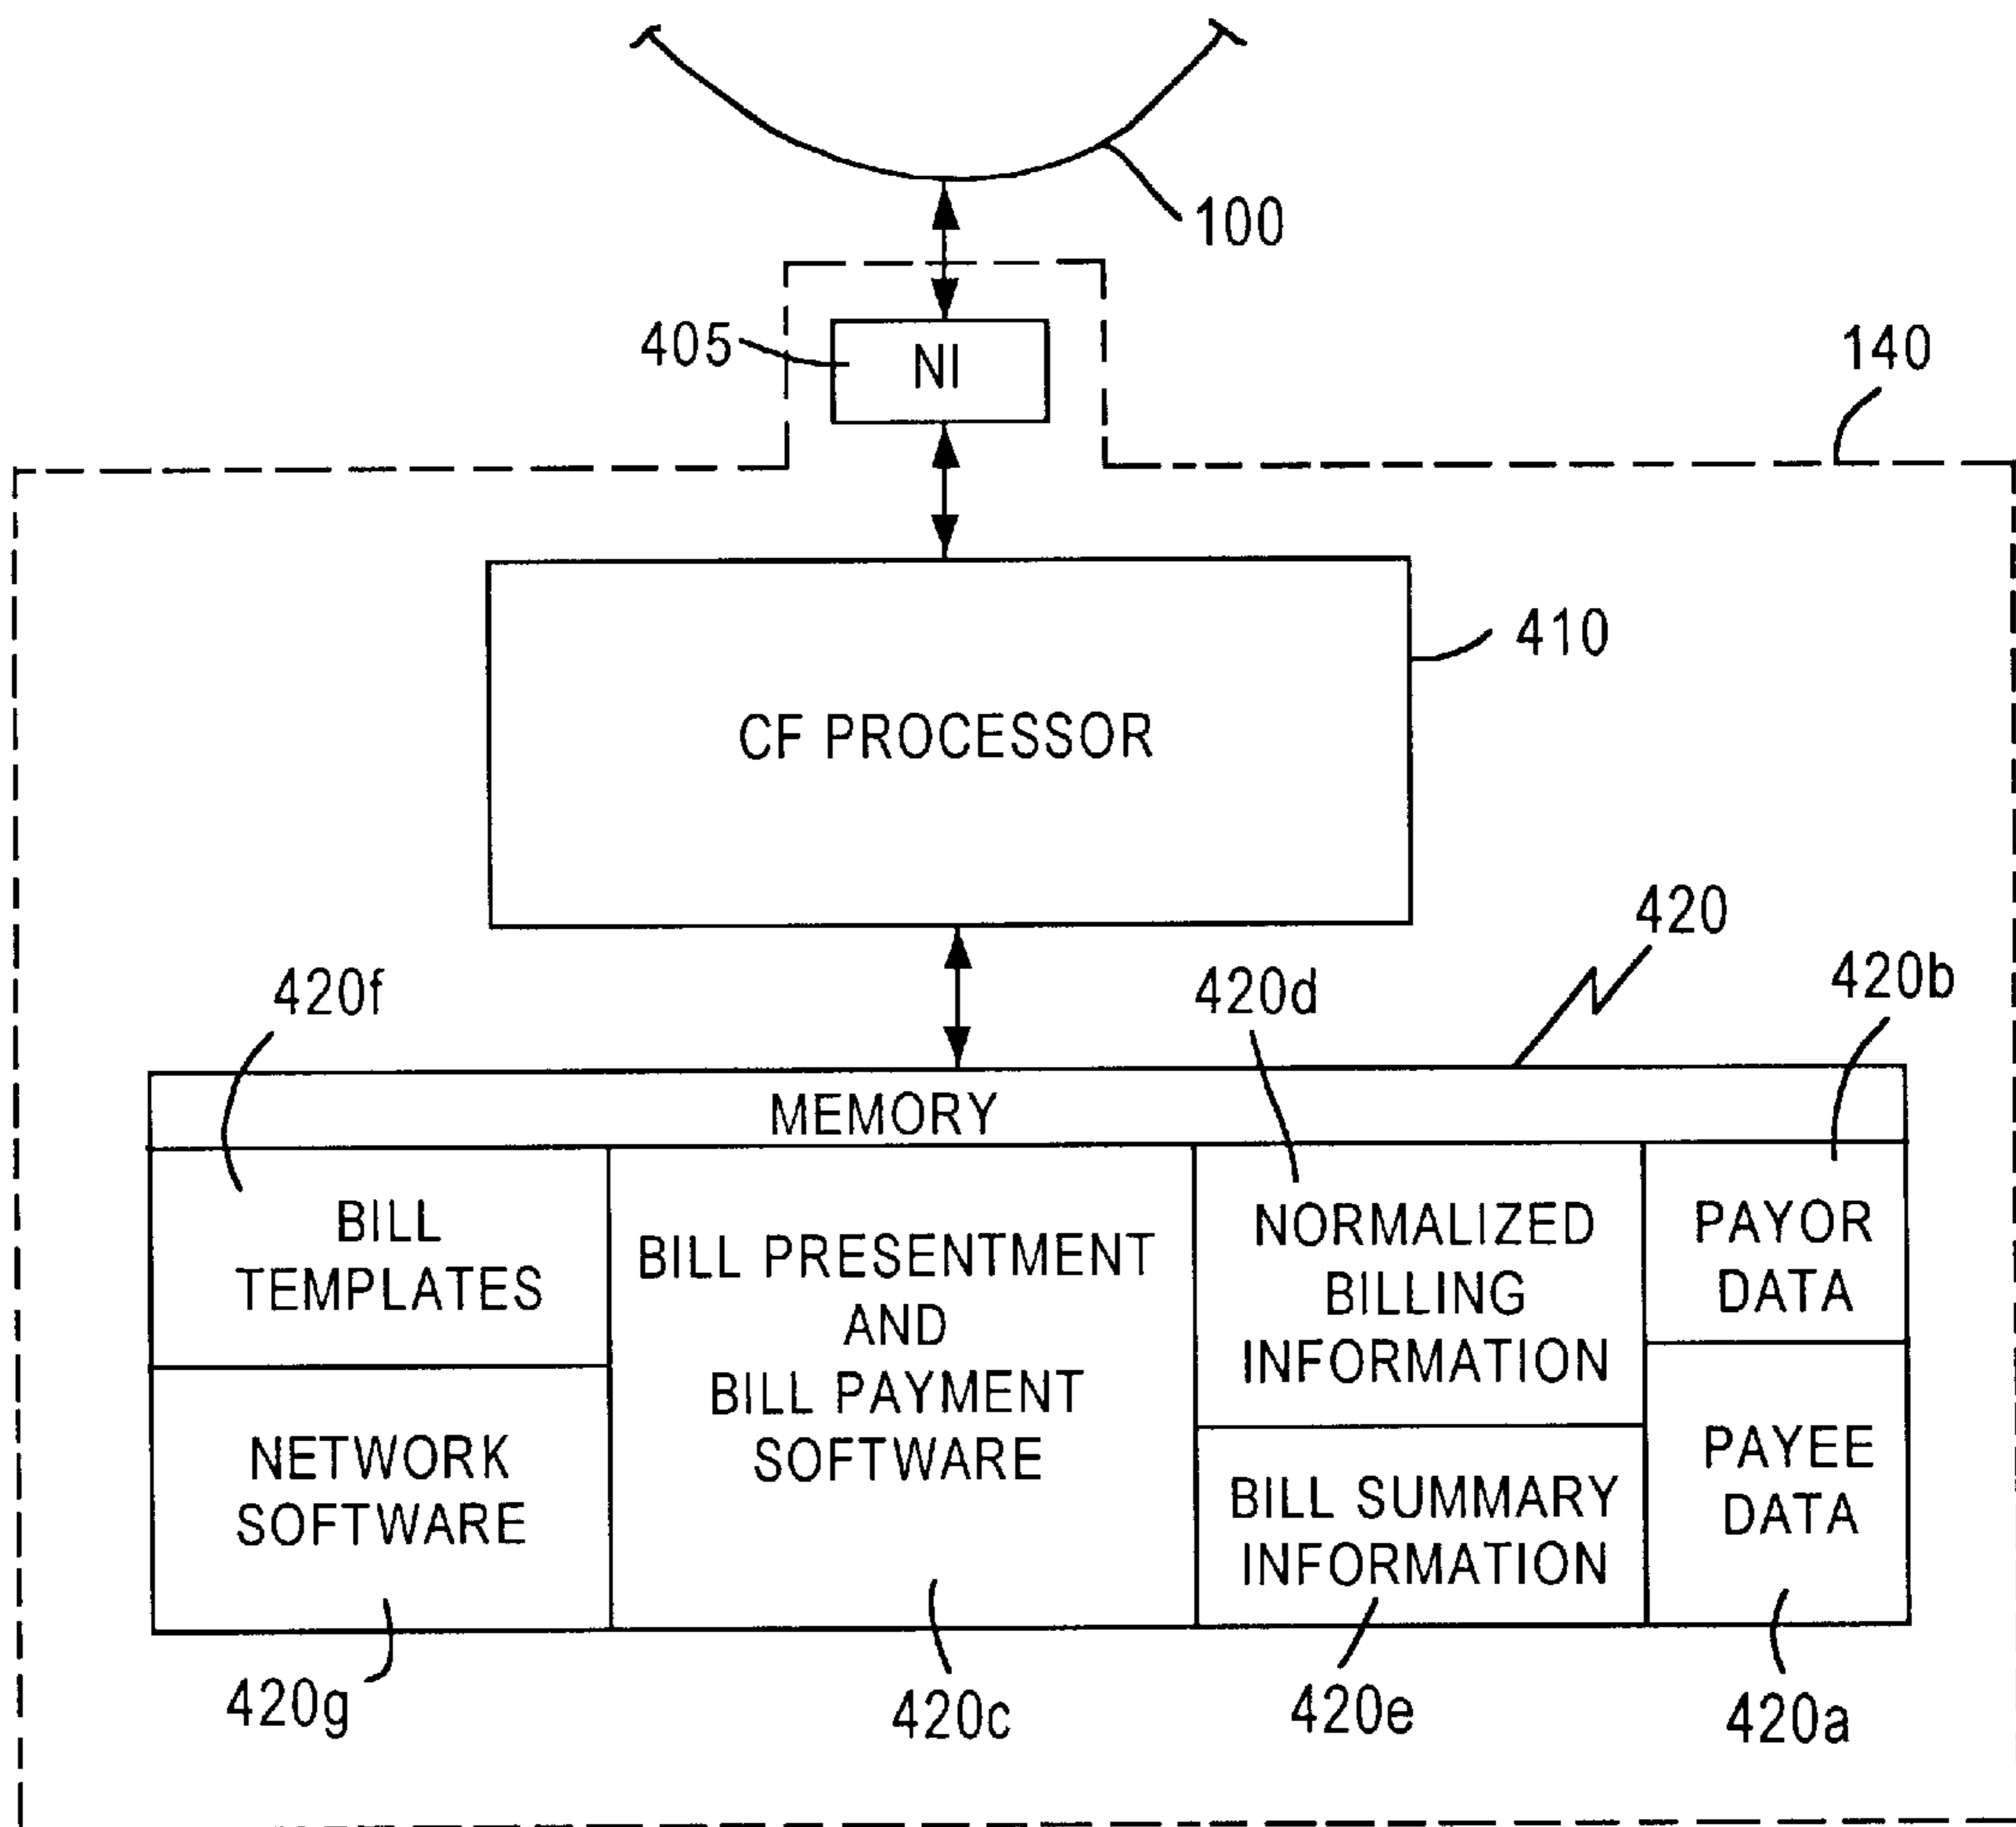 100
405
NI
140
410
CF PROCESSOR
420
420f
420d
420b
MEMORY
BILL
TEMPLATES
BILL PRESENTMENT
AND
BILL PAYMENT
SOFTWARE
NORMALIZED
BILLING
INFORMATION
PAYOR
DATA
NETWORK
SOFTWARE
BILL SUMMARY
INFORMATION
PAYEE
DATA
420g
420c
420e
420a